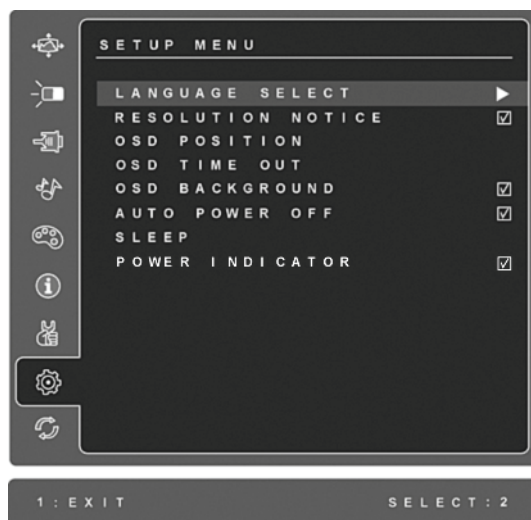 SETUP MENU
LANGUAGE SELECT
RESOLUTION NOTICE
OSD POSITION
OSD TIME OUT
OSD BACKGROUND
AUTO POWER OFF
SLEEP
POWER INDICATOR
1:EXIT SELECT:2